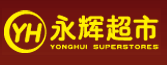 YH 永辉超市
YONGHUI SUPERSTORES